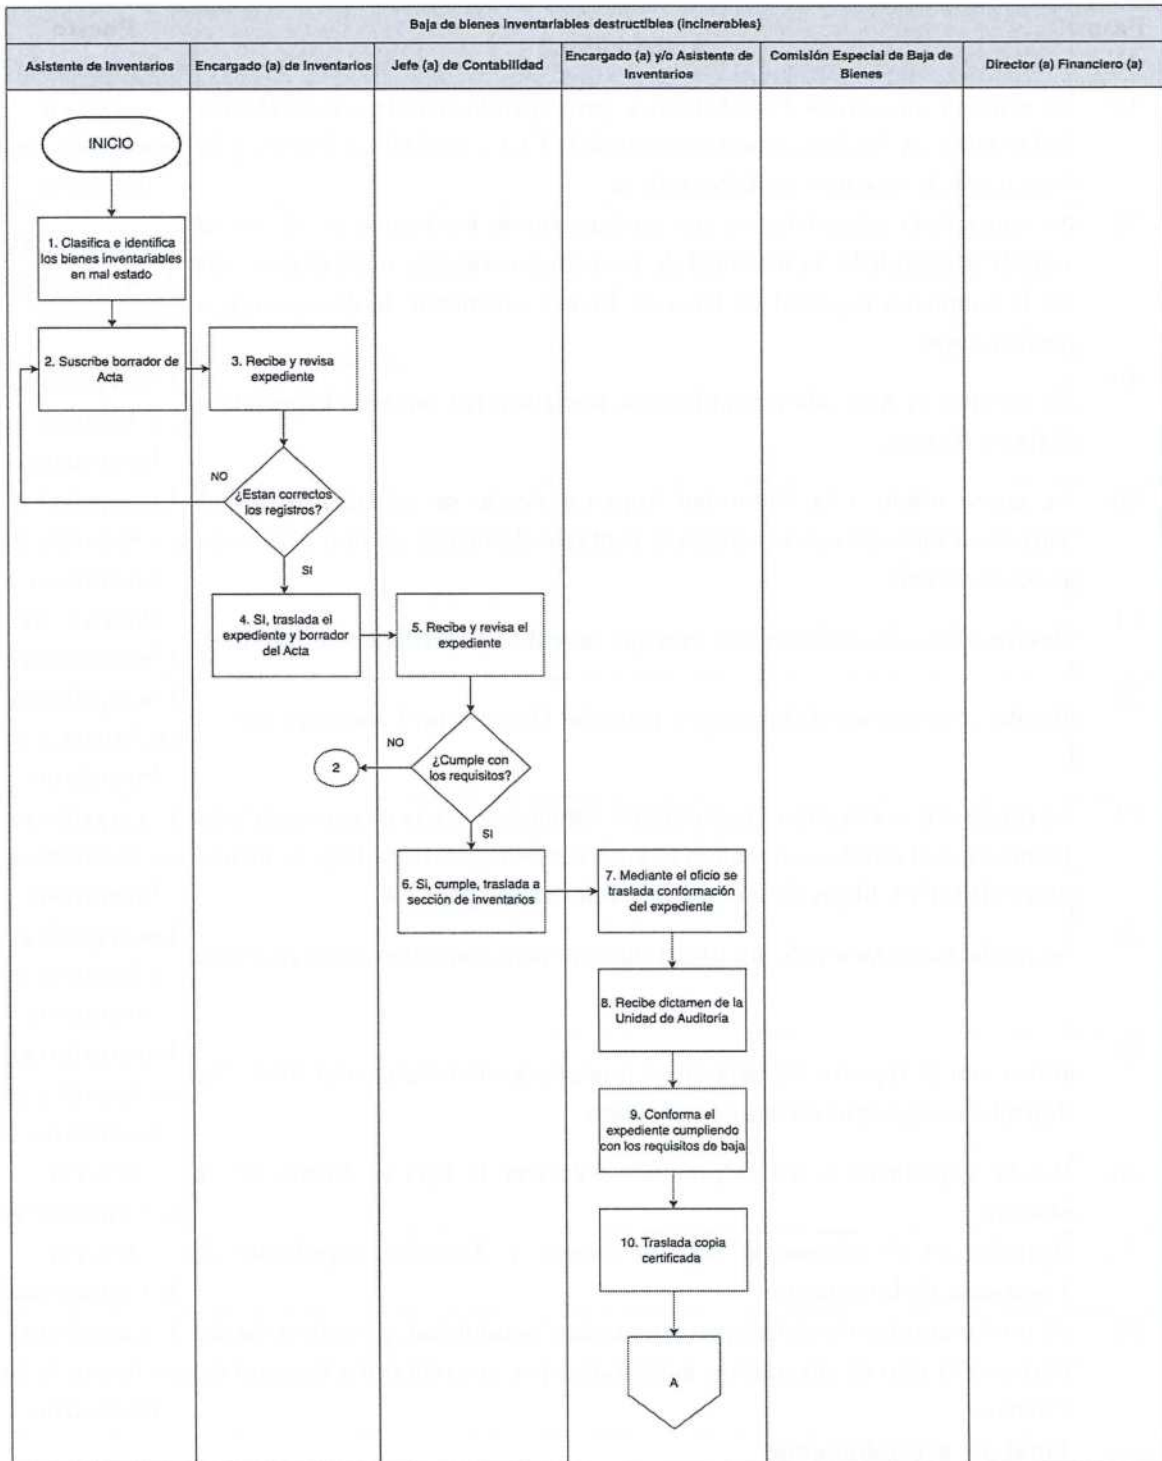 Baja de bienes inventariables destructibles (incinerables)
Asistente de Inventarios
Encargado (a) de Inventarios
Jefe (a) de Contabilidad
Encargado (a) y/o Asistente de
Inventarios
Comisión Especial de Baja de
Bienes
Director (a) Financiero (a)
INICIO
1. Clasifica e identifica
los bienes inventariables
en mal estado
2. Suscribe borrador de
Acta
3. Recibe y revisa
expediente
NO
¿Estan correctos
los registros?
SI
4. Si, traslada el
expediente y borrador
del Acta
5. Recibe y revisa el
expediente
NO
2
¿Cumple con
los requisitos?
SI
6. Si, cumple, traslada a
sección de inventarios
7. Mediante el oficio se
traslada conformación
del expediente
8. Recibe dictamen de la
Unidad de Auditoría
9. Conforma el
expediente cumpliendo
con los requisitos de baja
10. Traslada copia
certificada
A